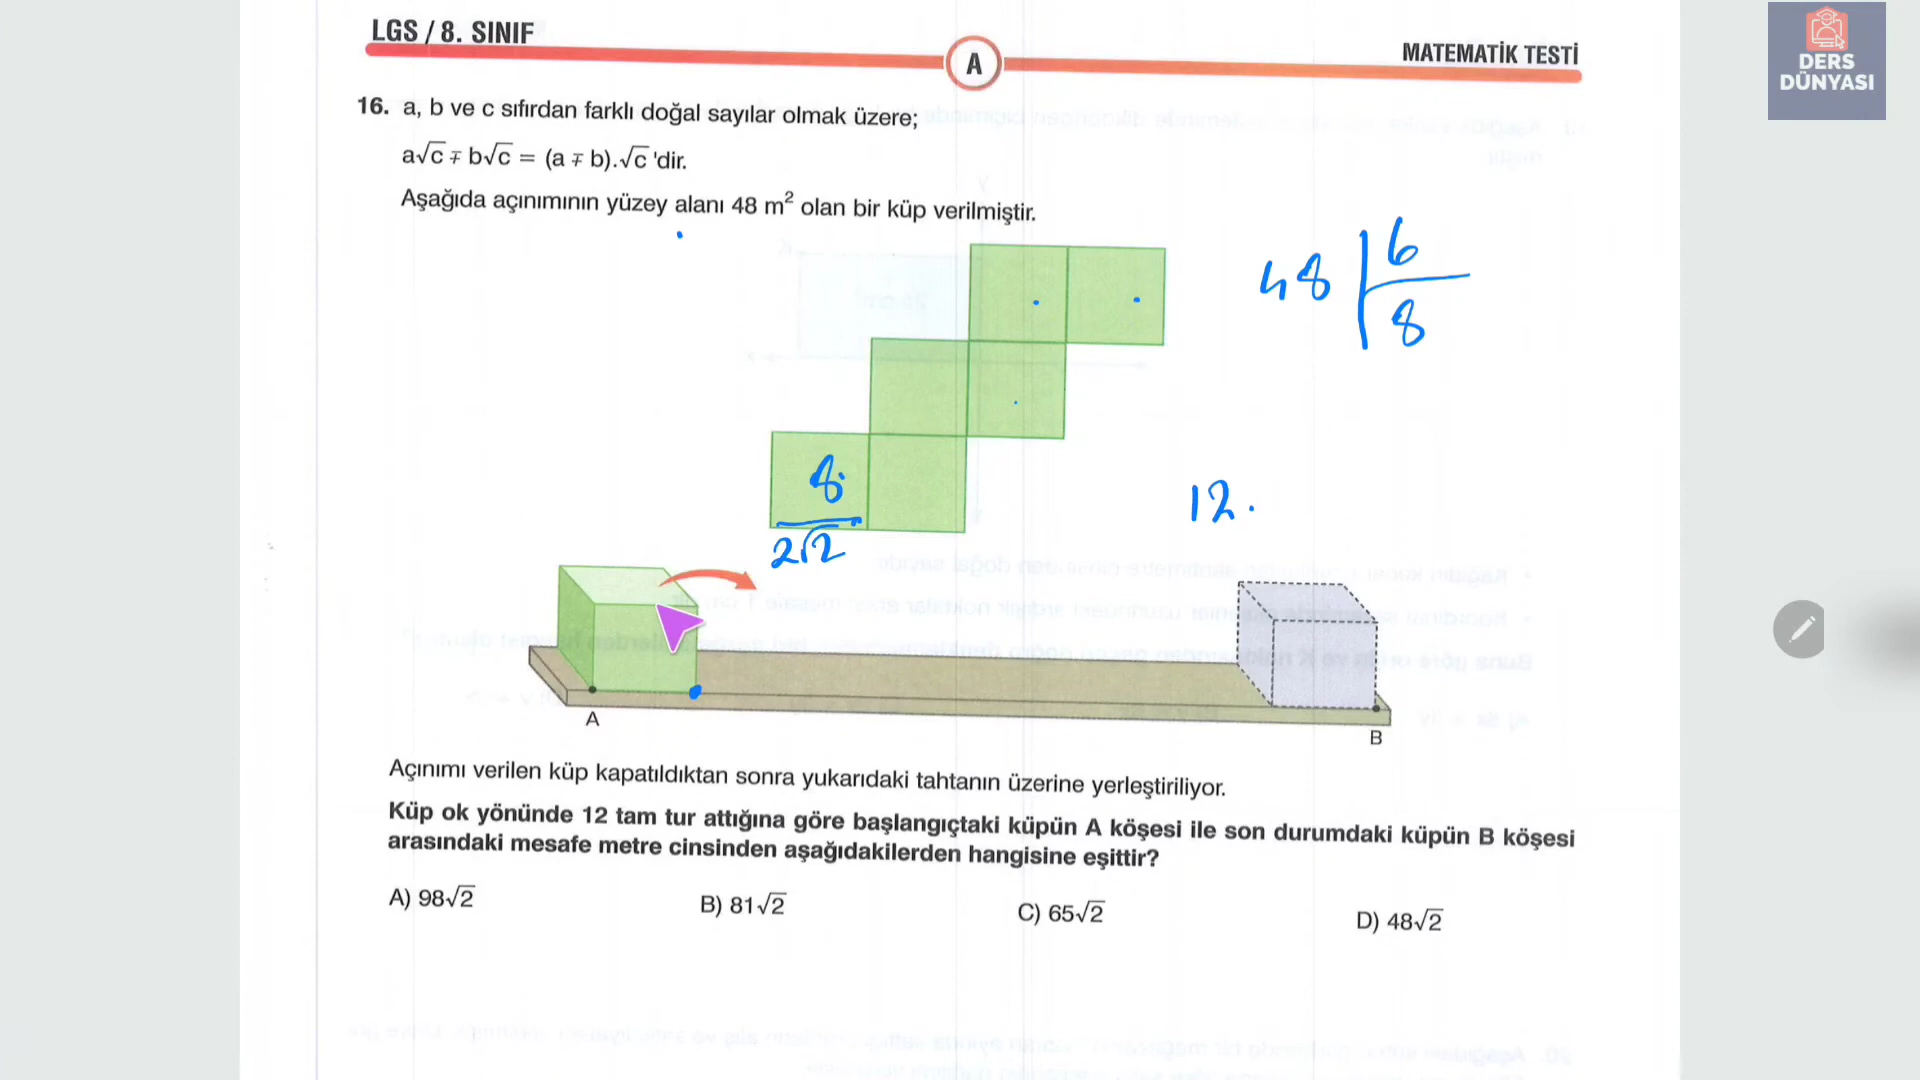 LGS / 8. SINIF
A
MATEMATİK TESTİ
DERS
DÜNYASI
16. a, b ve c sıfırdan farklı doğal sayılar olmak üzere;
a√c ∓ b√c = (a ∓ b).√c 'dir.
Aşağıda açınımının yüzey alanı 48 m² olan bir küp verilmiştir.
48 | 6
8
8
2√2
12.
A
B
Açınımı verilen küp kapatıldıktan sonra yukarıdaki tahtanın üzerine yerleştiriliyor.
Küp ok yönünde 12 tam tur attığına göre başlangıçtaki küpün A köşesi ile son durumdaki küpün B köşesi
arasındaki mesafe metre cinsinden aşağıdakilerden hangisine eşittir?
A) 98√2 B) 81√2 C) 65√2 D) 48√2